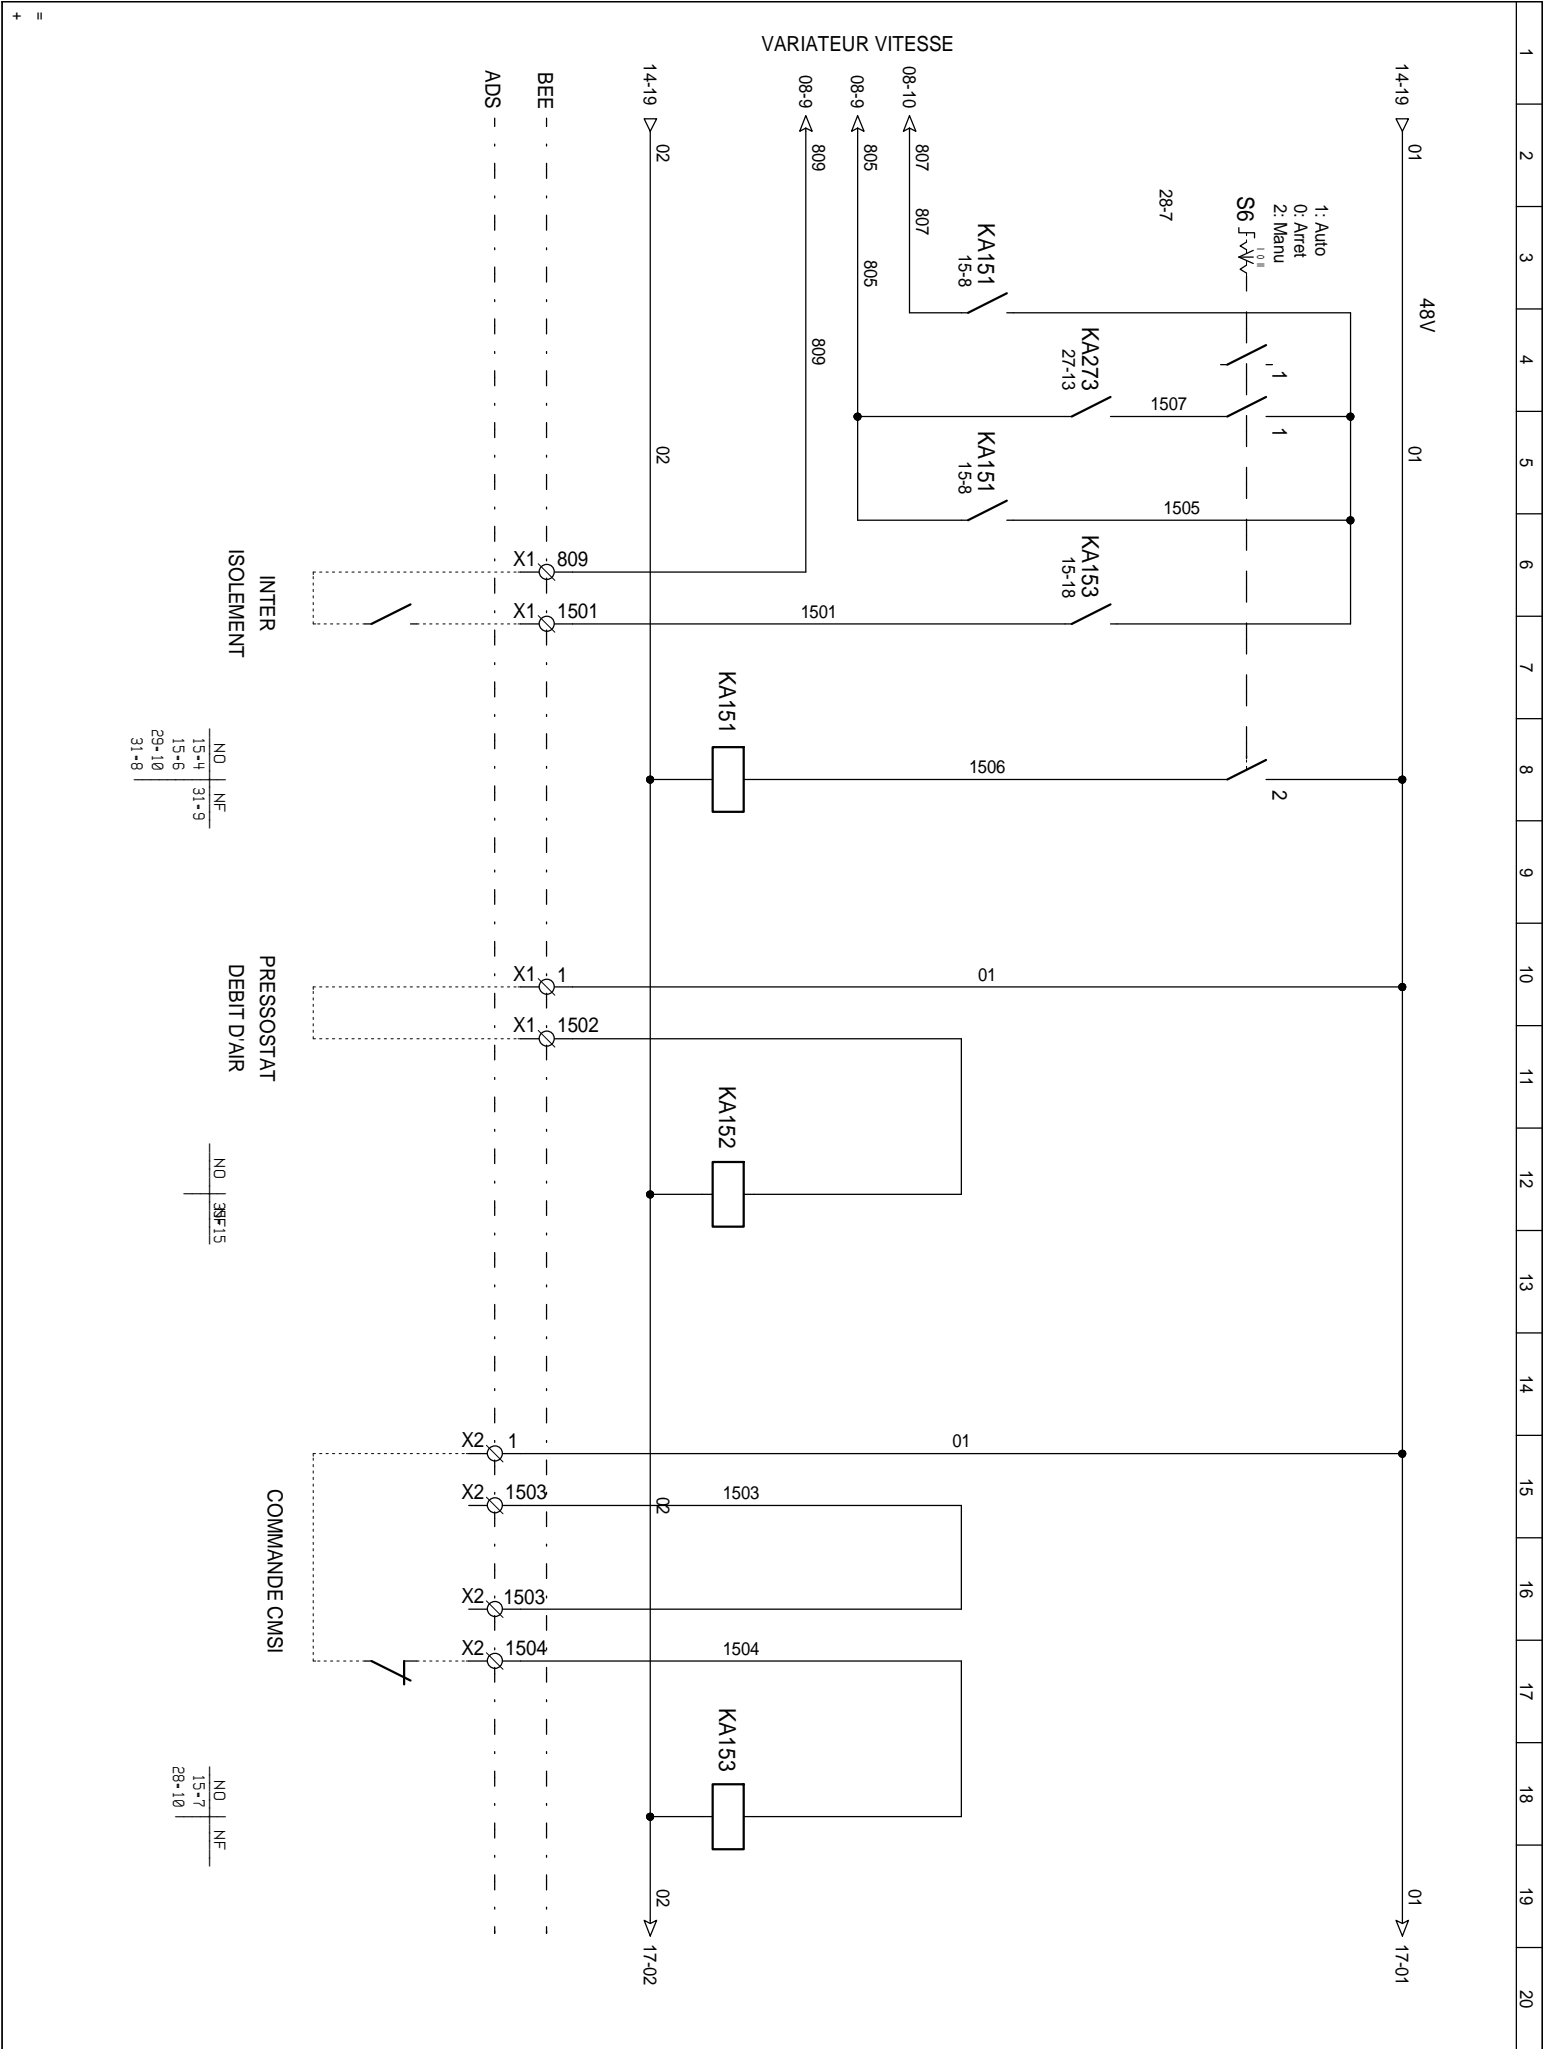 1 2 3 4 5 6 7 8 9 10 11 12 13 14 15 16 17 18 19 20
14-19 01 48V 01 01 17-01
1: Auto
0: Arret
2: Manu
S6
1
1
2
28-7
KA273
27-13
1507
1505
KA153
15-18
1506
KA151
15-8
KA151
15-8
01
01
VARIATEUR VITESSE
08-10 807 807
08-9 805 805
08-9 809 809
1501
1503
1504
KA151
KA152
KA153
14-19 02 02 02 02 17-02
BEE
X1 809
X1 1501
X1 1
X1 1502
ADS
X2 1
X2 1503
X2 1503
X2 1504
INTER
ISOLEMENT
PRESSOSTAT
DEBIT D'AIR
COMMANDE CMSI
NO NF
15-4 31-9
15-6
29-10
31-8
NO
NO NF
15-7
28-10
=
+